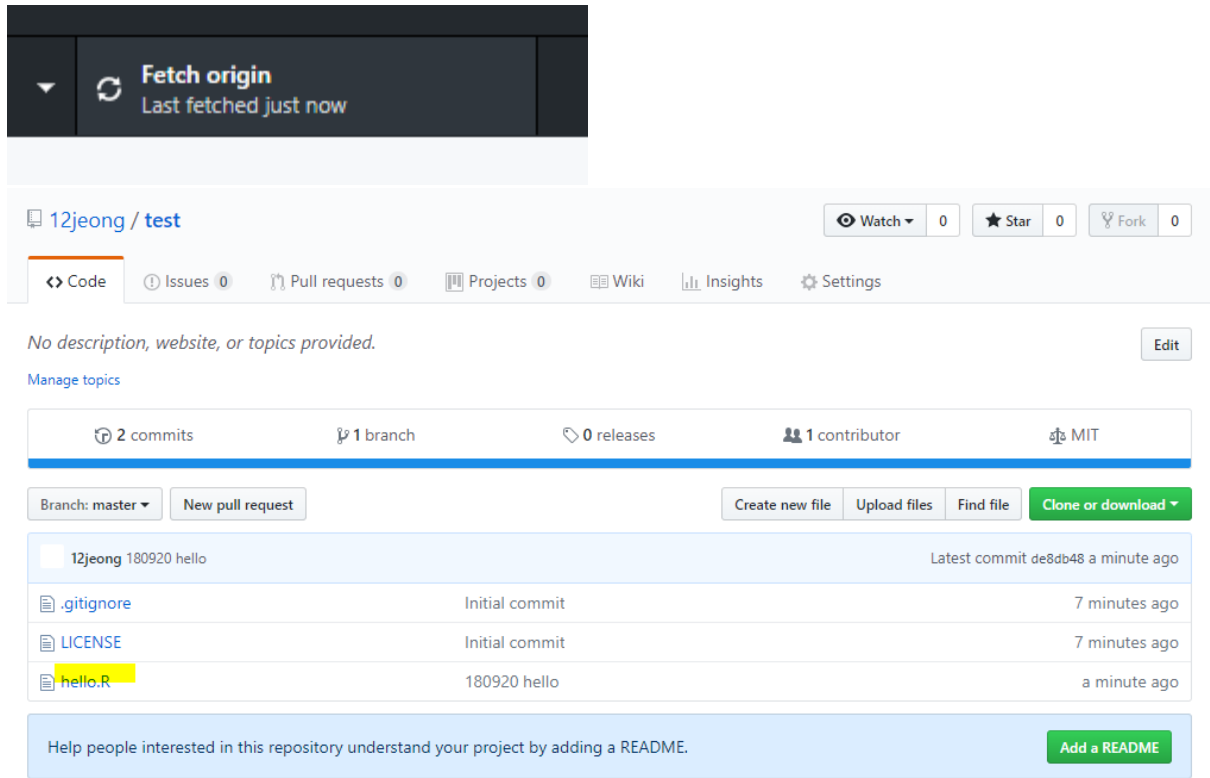 Fetch origin
Last fetched just now
12jeong / test
Watch 0 Star 0 Fork 0
Code Issues 0 Pull requests 0 Projects 0 Wiki Insights Settings
No description, website, or topics provided. Edit
Manage topics
2 commits 1 branch 0 releases 1 contributor MIT
Branch: master New pull request Create new file Upload files Find file Clone or download
12jeong 180920 hello Latest commit de8db48 a minute ago
.gitignore Initial commit 7 minutes ago
LICENSE Initial commit 7 minutes ago
hello.R 180920 hello a minute ago
Help people interested in this repository understand your project by adding a README. Add a README